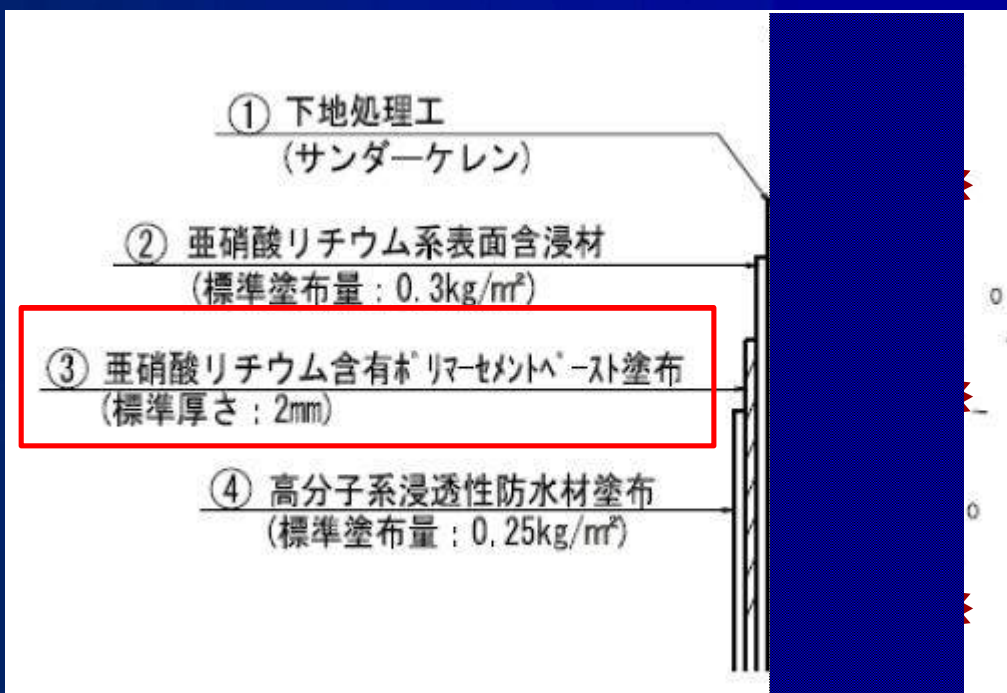 ① 下地処理工
(サンダーケレン)
② 亜硝酸リチウム系表面含浸材
(標準塗布量：0.3kg/㎡)
③ 亜硝酸リチウム含有ﾎﾟﾘﾏｰｾﾒﾝﾄﾍﾟｰｽﾄ塗布
(標準厚さ：2mm)
④ 高分子系浸透性防水材塗布
(標準塗布量：0.25kg/㎡)